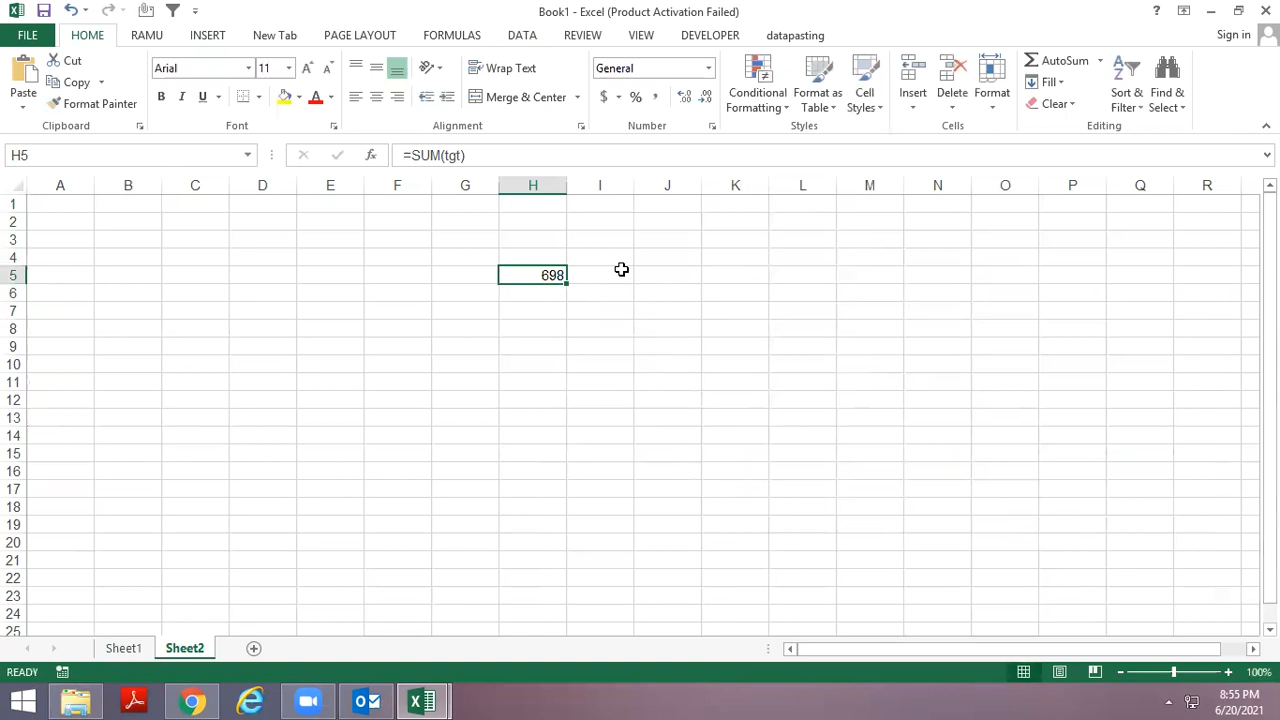 Book1 - Excel (Product Activation Failed)
?
FILE HOME RAMU INSERT New Tab PAGE LAYOUT FORMULAS DATA REVIEW VIEW DEVELOPER datapasting Sign in
Paste
Cut
Copy
Format Painter
Clipboard
Arial 11
B I U
Font
Wrap Text
Merge & Center
Alignment
General
$ % ,
Number
Conditional Formatting
Format as Table
Cell Styles
Styles
Insert Delete Format
Cells
AutoSum
Fill
Clear
Sort & Filter
Find & Select
Editing
H5 fx =SUM(tgt)
A B C D E F G H I J K L M N O P Q R
1
2
3
4
5 698
6
7
8
9
10
11
12
13
14
15
16
17
18
19
20
21
22
23
24
25
Sheet1 Sheet2
READY 100%
8:55 PM
6/20/2021